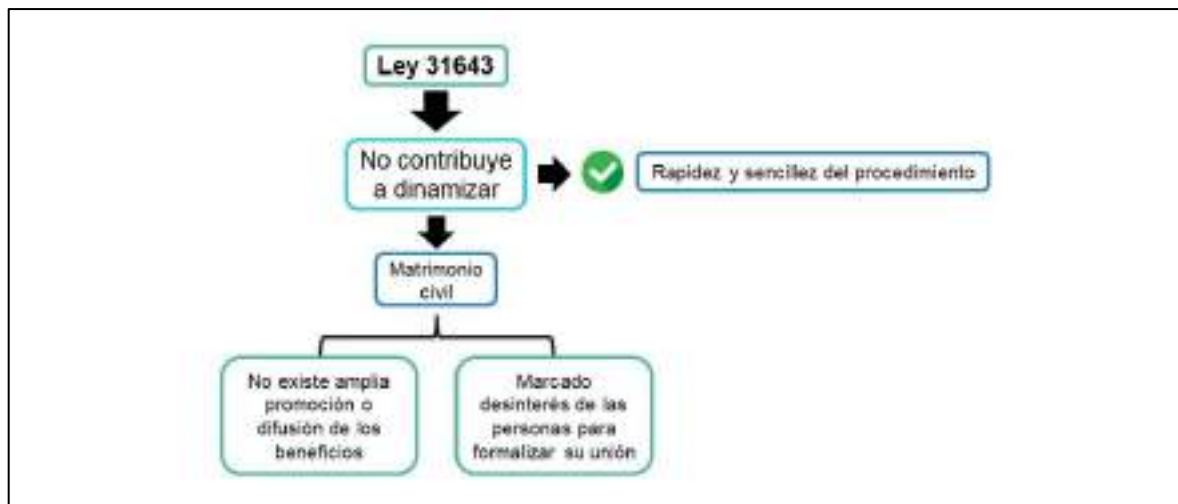 Ley 31643
No contribuye
a dinamizar
Rapidez y sencillez del procedimiento
Matrimonio
civil
No existe amplia
promoción o
difusión de los
beneficios
Marcado
desinterés de las
personas para
formalizar su unión